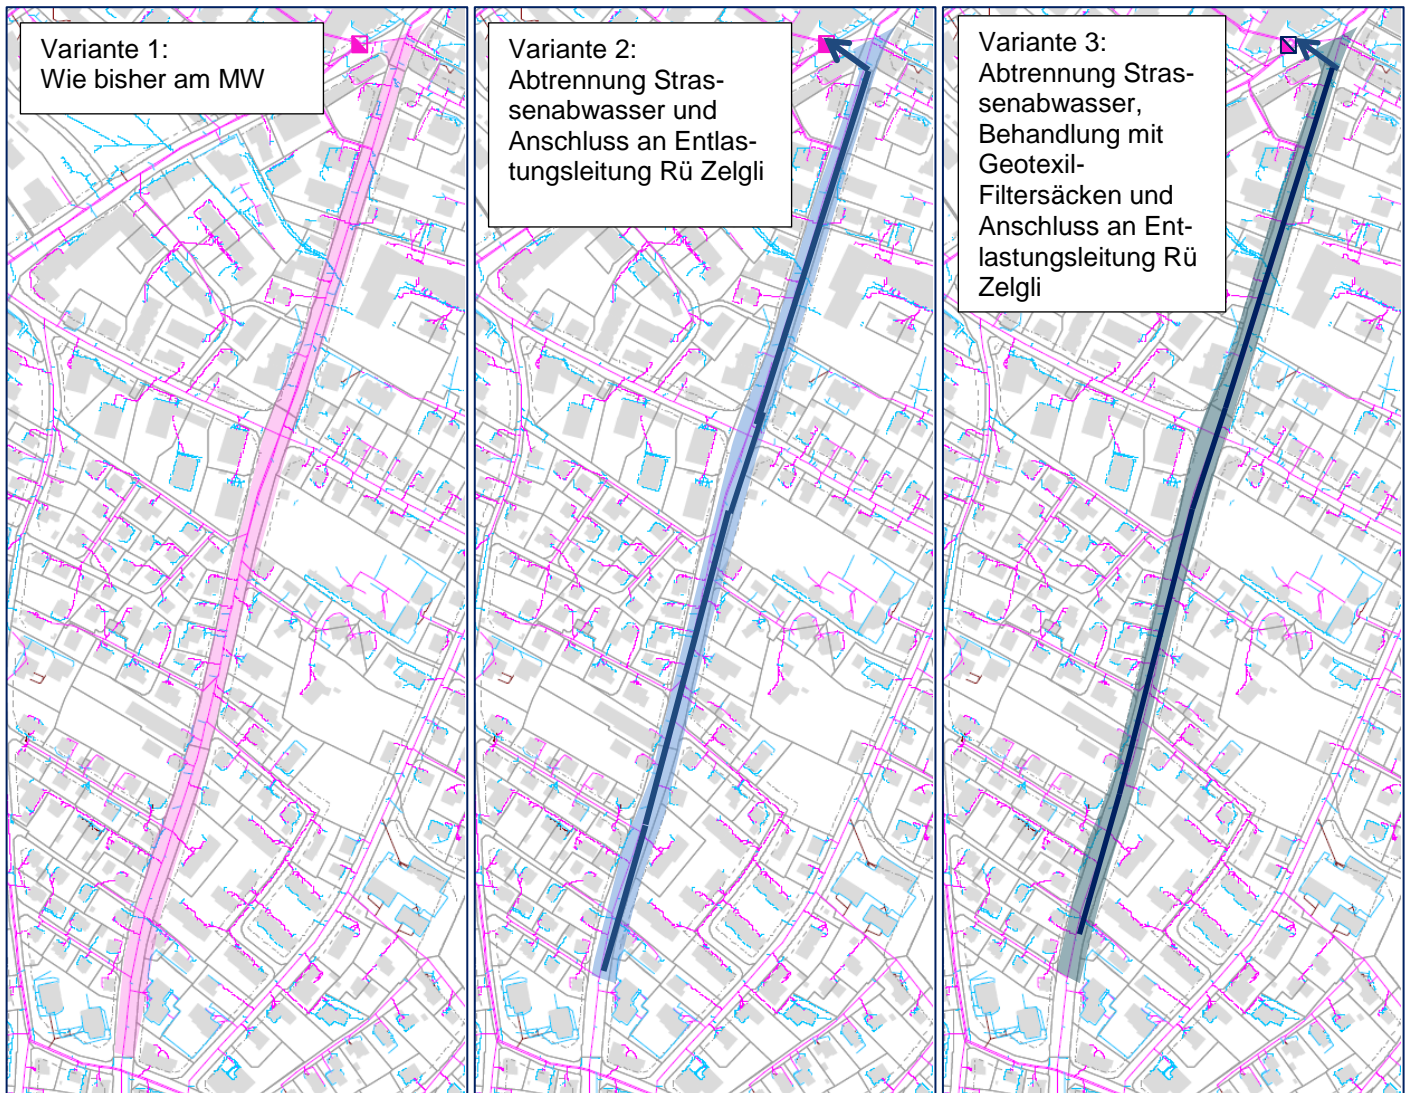 Variante 1:
Wie bisher am MW
Variante 2:
Abtrennung Stras-
senabwasser und
Anschluss an Entlas-
tungsleitung Rü Zelgli
Variante 3:
Abtrennung Stras-
senabwasser,
Behandlung mit
Geotexil-
Filtersäcken und
Anschluss an Ent-
lastungsleitung Rü
Zelgli